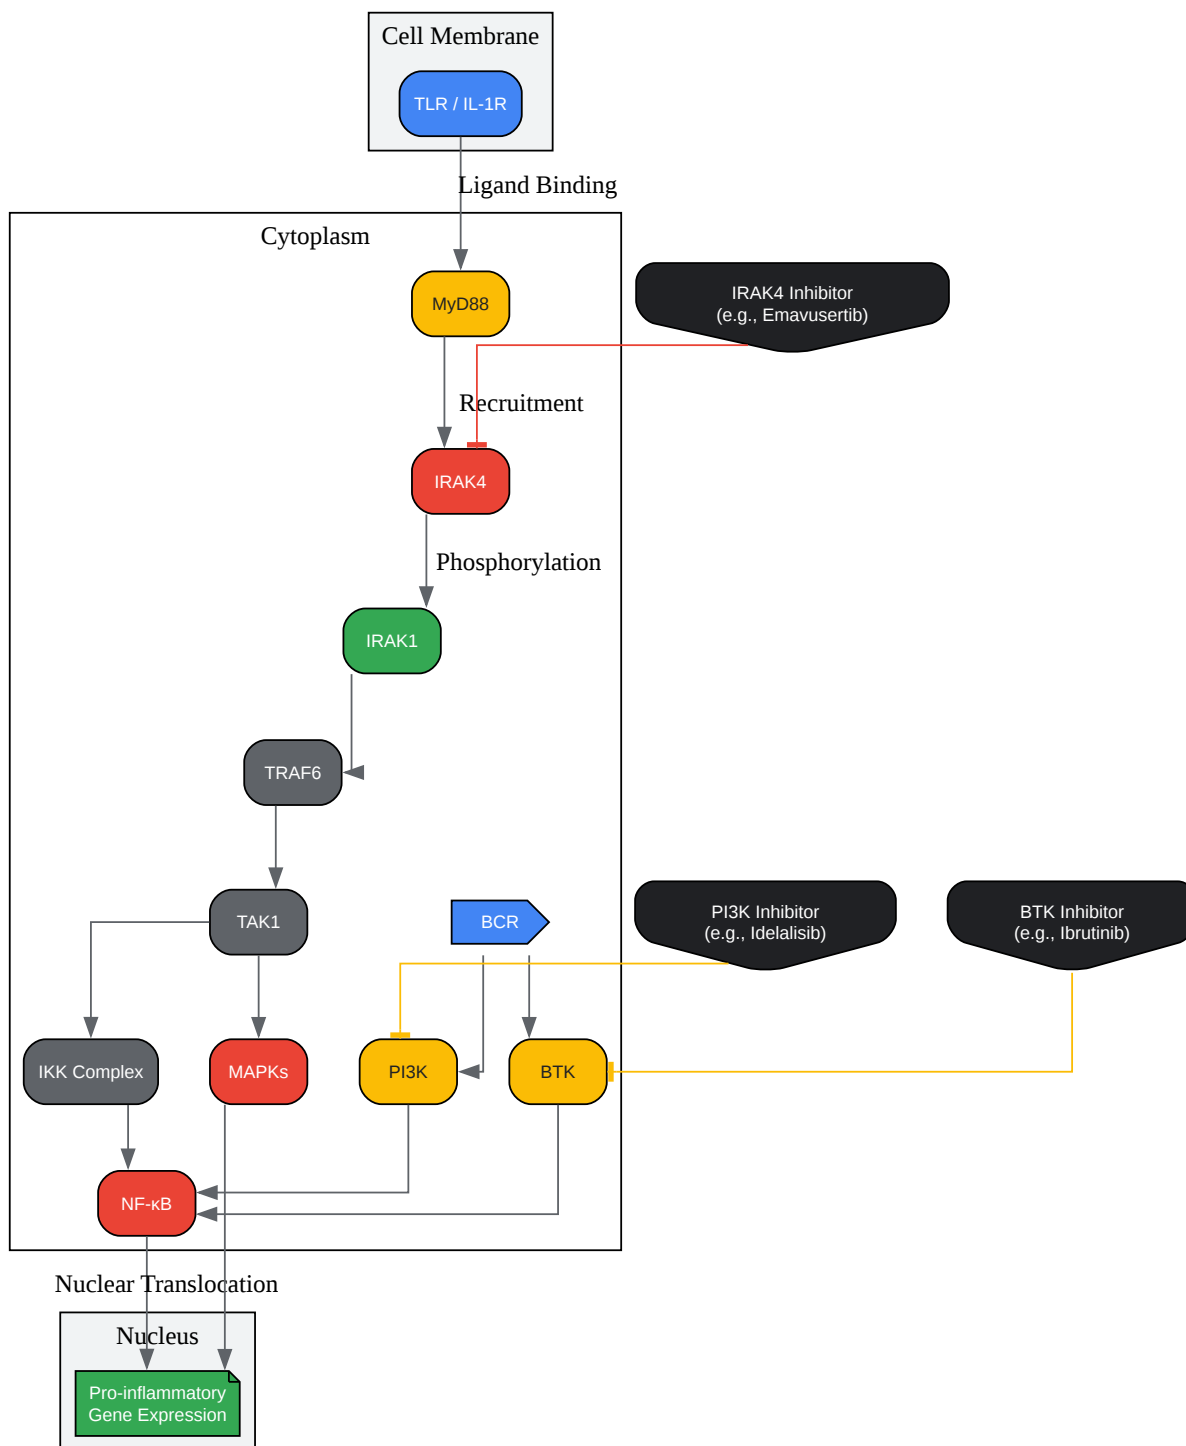 Cell Membrane
TLR / IL-1R
Ligand Binding
Cytoplasm
MyD88
IRAK4 Inhibitor
(e.g., Emavusertib)
Recruitment
IRAK4
Phosphorylation
IRAK1
TRAF6
TAK1
BCR
PI3K Inhibitor
(e.g., Idelalisib)
BTK Inhibitor
(e.g., Ibrutinib)
IKK Complex
MAPKs
PI3K
BTK
NF-κB
Nuclear Translocation
Nucleus
Pro-inflammatory
Gene Expression